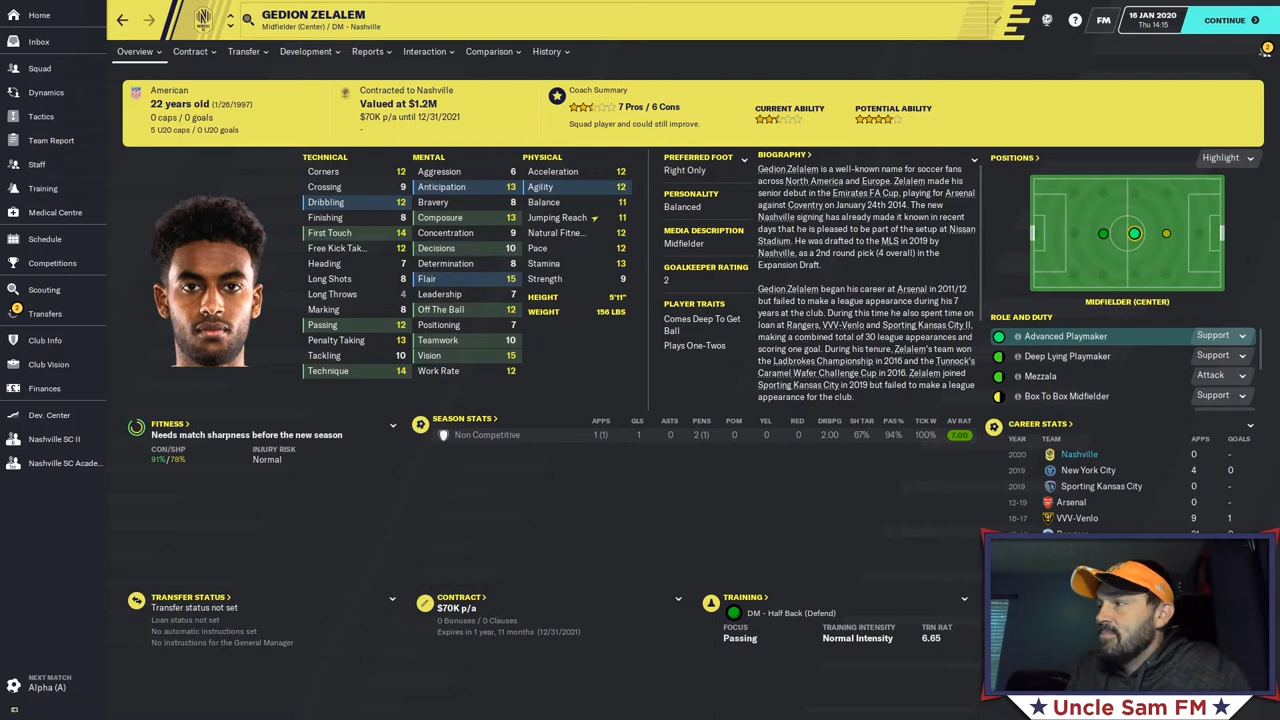 GEDION ZELALEM
Midfielder (Center) / DM - Nashville
FM
16 JAN 2020
Thu 14:15
CONTINUE
Home
Inbox
Squad
Dynamics
Tactics
Team Report
Staff
Training
Medical Centre
Schedule
Competitions
Scouting
2
Transfers
Club Info
Club Vision
Finances
Dev. Center
Nashville SC II
Nashville SC Acade...
NEXT MATCH
Alpha (A)
Overview
Contract
Transfer
Development
Reports
Interaction
Comparison
History
2
American
22 years old (1/26/1997)
0 caps / 0 goals
5 U20 caps / 0 U20 goals
Contracted to Nashville
Valued at $1.2M
$70K p/a until 12/31/2021
-
Coach Summary
7 Pros / 6 Cons
Squad player and could still improve.
CURRENT ABILITY
POTENTIAL ABILITY
TECHNICAL
Corners 12
Crossing 9
Dribbling 12
Finishing 8
First Touch 14
Free Kick Tak... 12
Heading 7
Long Shots 8
Long Throws 4
Marking 8
Passing 12
Penalty Taking 13
Tackling 10
Technique 14
MENTAL
Aggression 6
Anticipation 13
Bravery 8
Composure 13
Concentration 9
Decisions 10
Determination 8
Flair 15
Leadership 7
Off The Ball 12
Positioning 7
Teamwork 10
Vision 15
Work Rate 12
PHYSICAL
Acceleration 12
Agility 12
Balance 11
Jumping Reach 11
Natural Fitne... 12
Pace 12
Stamina 13
Strength 9
HEIGHT 5'11"
WEIGHT 156 LBS
PREFERRED FOOT
Right Only
PERSONALITY
Balanced
MEDIA DESCRIPTION
Midfielder
GOALKEEPER RATING
2
PLAYER TRAITS
Comes Deep To Get
Ball
Plays One-Twos
BIOGRAPHY
Gedion Zelalem is a well-known name for soccer fans
across North America and Europe. Zelalem made his
senior debut in the Emirates FA Cup, playing for Arsenal
against Coventry on January 24th 2014. The new
Nashville signing has already made it known in recent
days that he is pleased to be part of the setup at Nissan
Stadium. He was drafted to the MLS in 2019 by
Nashville, as a 2nd round pick (4 overall) in the
Expansion Draft.
Gedion Zelalem began his career at Arsenal in 2011/12
but failed to make a league appearance during his 7
years at the club. During this time he also spent time on
loan at Rangers, VVV-Venlo and Sporting Kansas City II,
making a combined total of 30 league appearances and
scoring one goal. During his tenure, Zelalem's team won
the Ladbrokes Championship in 2016 and the Tunnock's
Caramel Wafer Challenge Cup in 2016. Zelalem joined
Sporting Kansas City in 2019 but failed to make a league
appearance for the club.
POSITIONS
Highlight
MIDFIELDER (CENTER)
ROLE AND DUTY
Advanced Playmaker Support
Deep Lying Playmaker Support
Mezzala Attack
Box To Box Midfielder Support
FITNESS
Needs match sharpness before the new season
CON/SHP
91%/78%
INJURY RISK
Normal
SEASON STATS APPS GLS ASTS PENS POM YEL RED DRBPG SH TAR PAS % TCK W AV RAT
Non Competitive 1 (1) 1 0 2 (1) 0 0 0 2.00 67% 94% 100% 7.00
CAREER STATS
YEAR TEAM APPS GOALS
2020 Nashville 0 -
2019 New York City 4 0
2019 Sporting Kansas City 0 -
12-19 Arsenal 0 -
16-17 VVV-Venlo 9 1
TRANSFER STATUS
Transfer status not set
Loan status not set
No automatic instructions set
No instructions for the General Manager
CONTRACT
$70K p/a
0 Bonuses / 0 Clauses
Expires in 1 year, 11 months (12/31/2021)
TRAINING
DM - Half Back (Defend)
FOCUS
Passing
TRAINING INTENSITY
Normal Intensity
TRN RAT
6.65
Uncle Sam FM